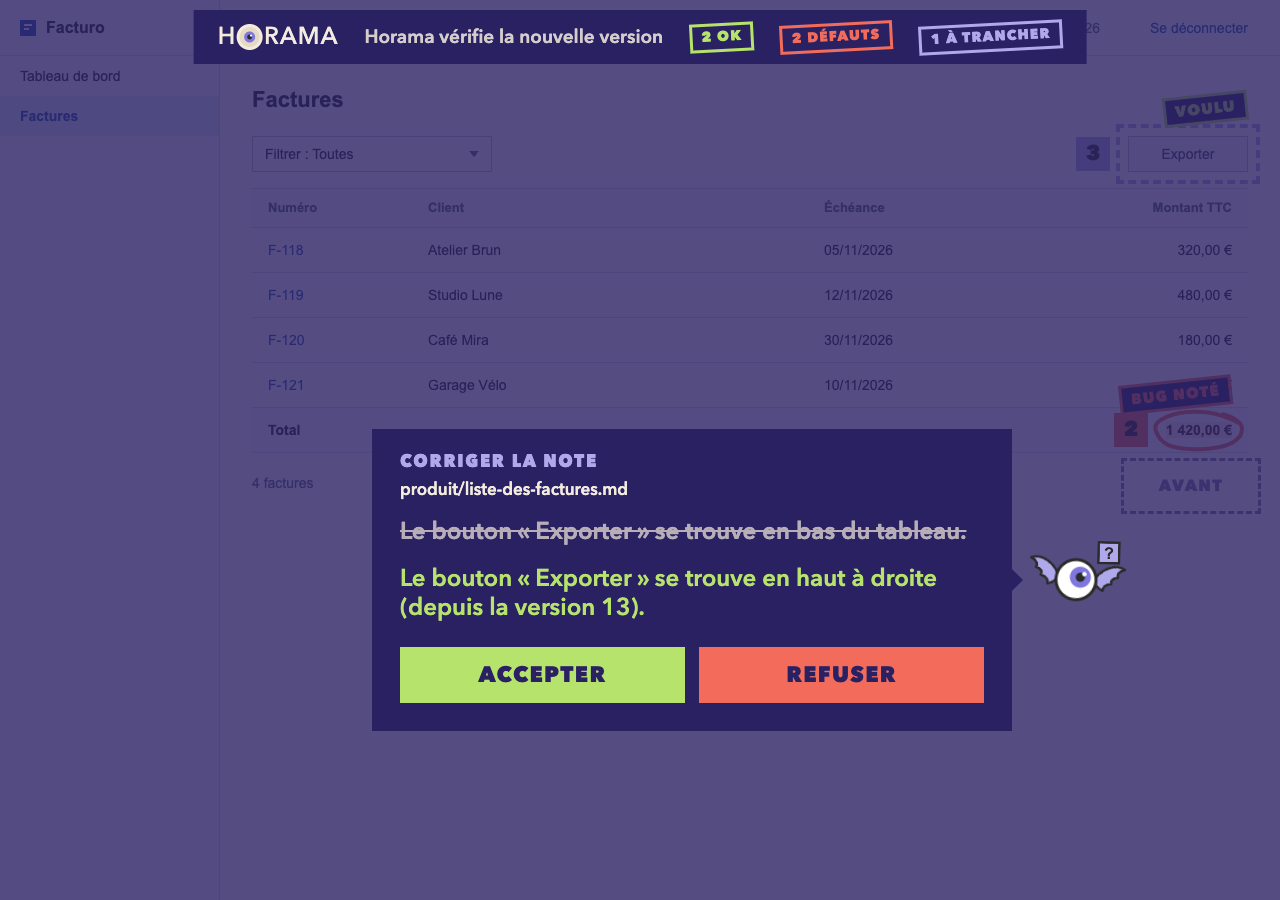 Facturo
HORAMA
Horama vérifie la nouvelle version
2 OK
2 DÉFAUTS
1 À TRANCHER
26
Se déconnecter
Tableau de bord
Factures
Factures
VOULU
Filtrer : Toutes
3
Exporter
Numéro Client Échéance Montant TTC
F-118 Atelier Brun 05/11/2026 320,00 €
F-119 Studio Lune 12/11/2026 480,00 €
F-120 Café Mira 30/11/2026 180,00 €
F-121 Garage Vélo 10/11/2026
BUG NOTÉ
Total 2 1 420,00 €
4 factures
AVANT
CORRIGER LA NOTE
produit/liste-des-factures.md
Le bouton « Exporter » se trouve en bas du tableau.
?
Le bouton « Exporter » se trouve en haut à droite
(depuis la version 13).
ACCEPTER
REFUSER